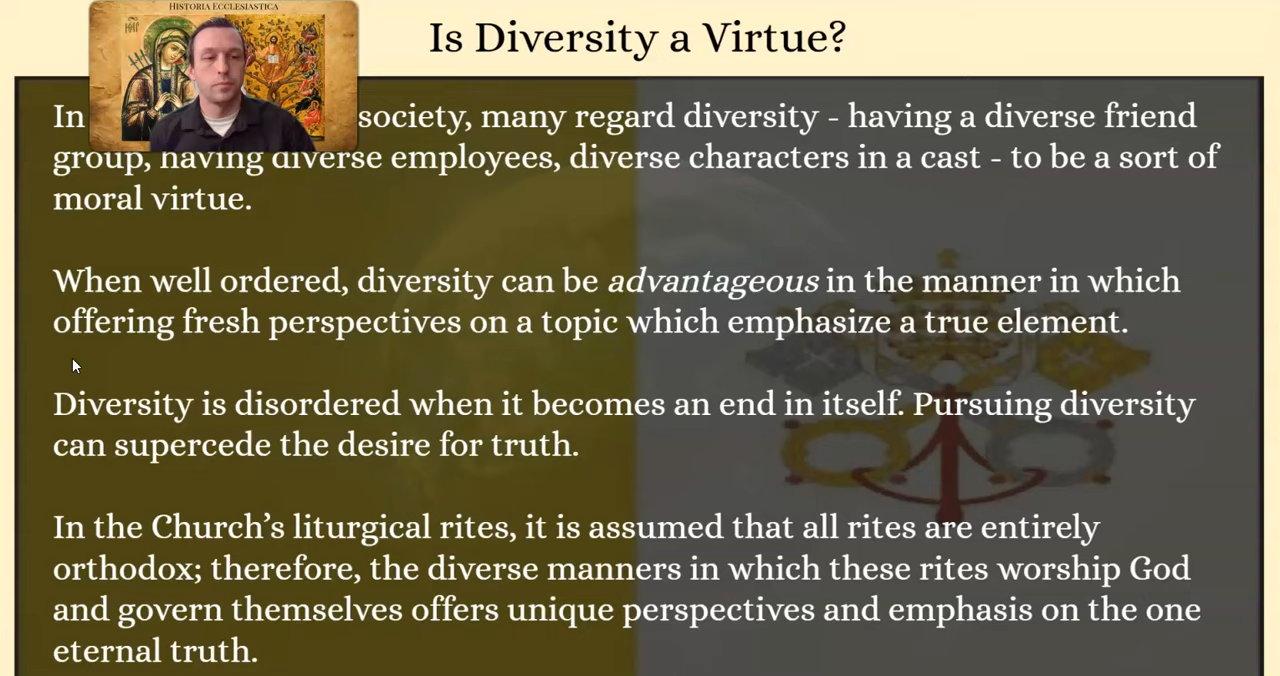 HISTORIA ECCLESIASTICA
Is Diversity a Virtue?
In society, many regard diversity - having a diverse friend
group, having diverse employees, diverse characters in a cast - to be a sort of
moral virtue.
When well ordered, diversity can be advantageous in the manner in which
offering fresh perspectives on a topic which emphasize a true element.
Diversity is disordered when it becomes an end in itself. Pursuing diversity
can supercede the desire for truth.
In the Church's liturgical rites, it is assumed that all rites are entirely
orthodox; therefore, the diverse manners in which these rites worship God
and govern themselves offers unique perspectives and emphasis on the one
eternal truth.